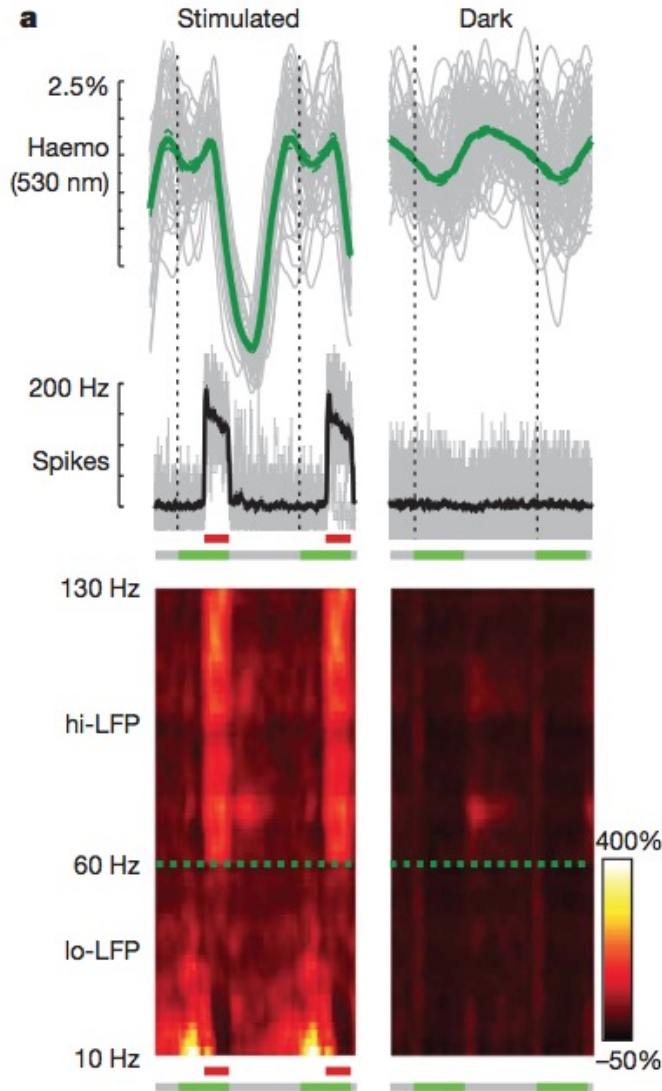 a
Stimulated
Dark
2.5%
Haemo
(530 nm)
200 Hz
Spikes
130 Hz
hi-LFP
60 Hz
lo-LFP
10 Hz
400%
–50%